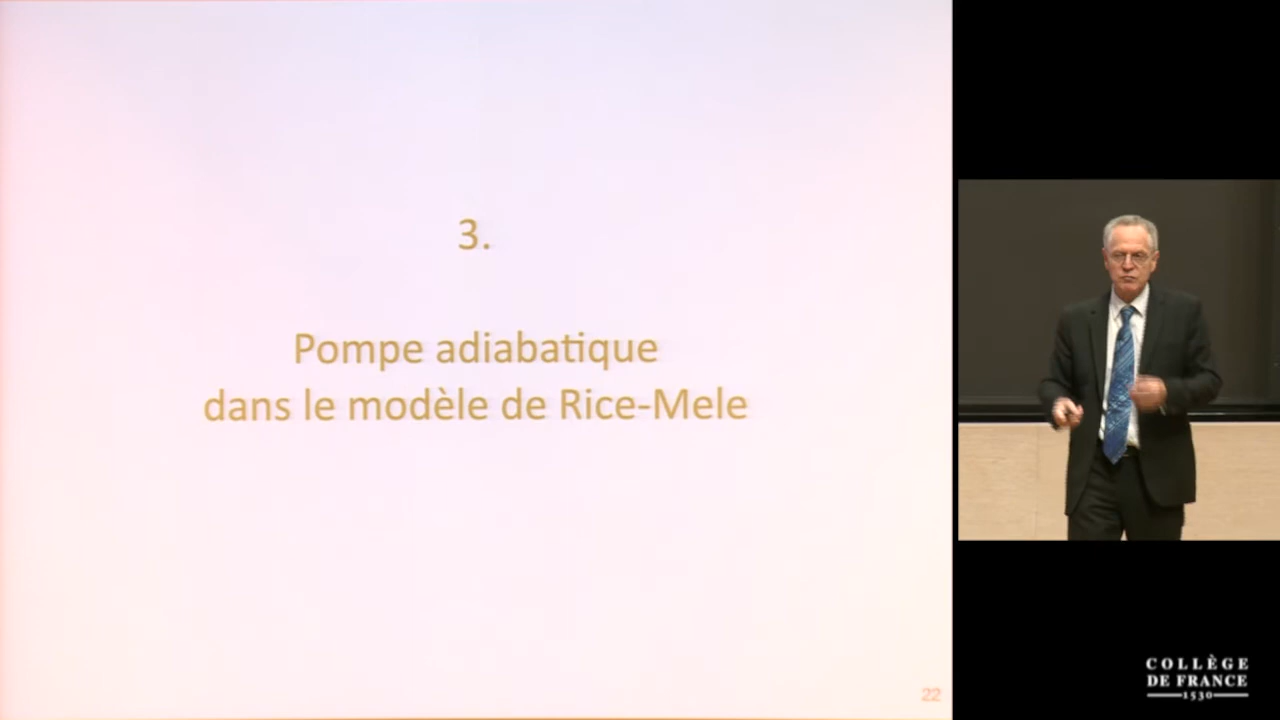 3.
Pompe adiabatique
dans le modèle de Rice-Mele
22
COLLÈGE
DE FRANCE
1530